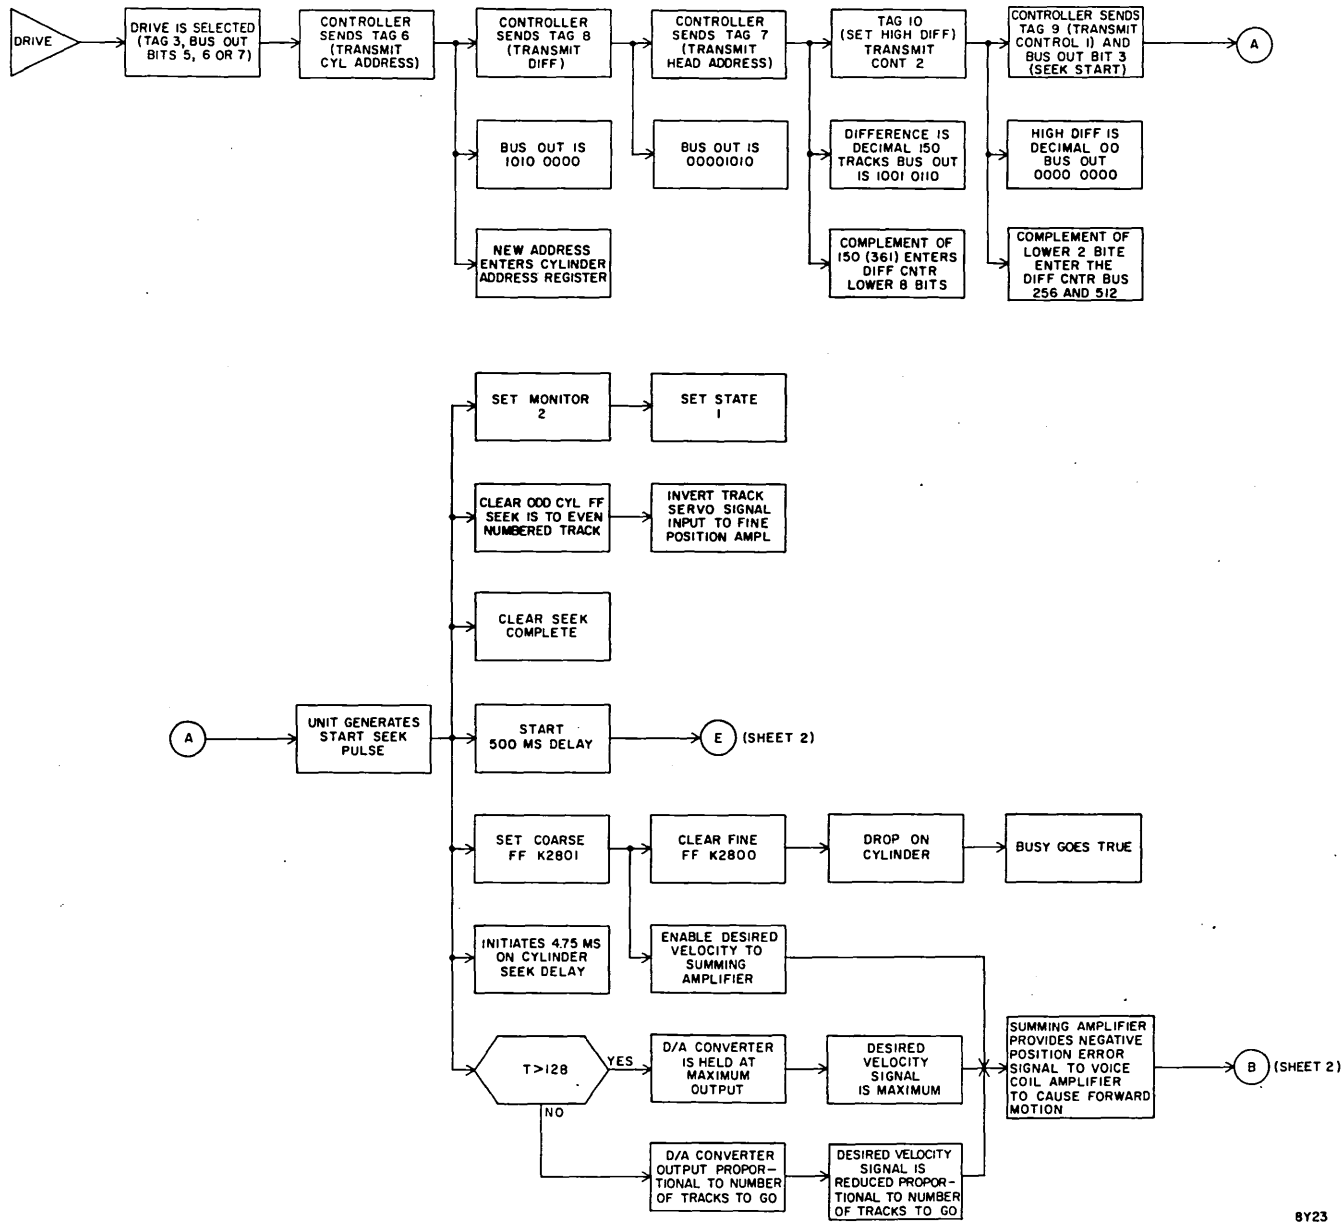 DRIVE
DRIVE IS SELECTED
(TAG 3, BUS OUT
BITS 5, 6 OR 7)
CONTROLLER
SENDS TAG 6
(TRANSMIT
CYL ADDRESS)
CONTROLLER
SENDS TAG 8
(TRANSMIT
DIFF)
CONTROLLER
SENDS TAG 7
(TRANSMIT
HEAD ADDRESS)
TAG 10
(SET HIGH DIFF)
TRANSMIT
CONT 2
CONTROLLER SENDS
TAG 9 (TRANSMIT
CONTROL 1) AND
BUS OUT BIT 3
(SEEK START)
A
BUS OUT IS
1010 0000
BUS OUT IS
00001010
DIFFERENCE IS
DECIMAL 150
TRACKS BUS OUT
IS 1001 0110
HIGH DIFF IS
DECIMAL 00
BUS OUT
0000 0000
NEW ADDRESS
ENTERS CYLINDER
ADDRESS REGISTER
COMPLEMENT OF
150 (361) ENTERS
DIFF CNTR
LOWER 8 BITS
COMPLEMENT OF
LOWER 2 BITE
ENTER THE
DIFF CNTR BUS
256 AND 512
SET MONITOR
2
SET STATE
1
CLEAR ODD CYL FF
SEEK IS TO EVEN
NUMBERED TRACK
INVERT TRACK
SERVO SIGNAL
INPUT TO FINE
POSITION AMPL
CLEAR SEEK
COMPLETE
A
UNIT GENERATES
START SEEK
PULSE
START
500 MS DELAY
E (SHEET 2)
SET COARSE
FF K2801
CLEAR FINE
FF K2800
DROP ON
CYLINDER
BUSY GOES TRUE
INITIATES 4.75 MS
ON CYLINDER
SEEK DELAY
ENABLE DESIRED
VELOCITY TO
SUMMING
AMPLIFIER
T>128
YES
NO
D/A CONVERTER
IS HELD AT
MAXIMUM
OUTPUT
DESIRED
VELOCITY
SIGNAL
IS MAXIMUM
SUMMING AMPLIFIER
PROVIDES NEGATIVE
POSITION ERROR
SIGNAL TO VOICE
COIL AMPLIFIER
TO CAUSE FORWARD
MOTION
B (SHEET 2)
D/A CONVERTER
OUTPUT PROPOR-
TIONAL TO NUMBER
OF TRACKS TO GO
DESIRED VELOCITY
SIGNAL IS
REDUCED PROPOR-
TIONAL TO NUMBER
OF TRACKS TO GO
8Y23